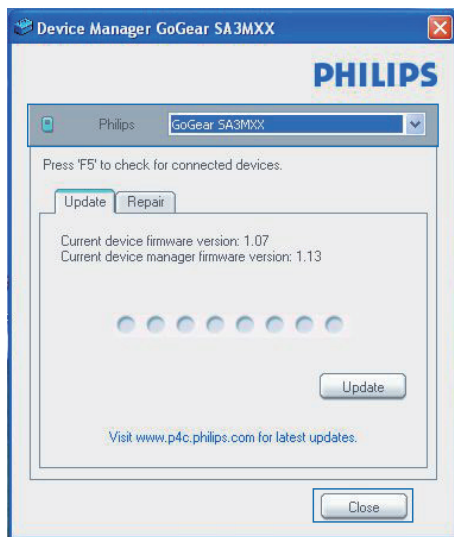 Device Manager GoGear SA3MXX
PHILIPS
Philips GoGear SA3MXX
Press 'F5' to check for connected devices.
Update Repair
Current device firmware version: 1.07
Current device manager firmware version: 1.13
Update
Visit www.p4c.philips.com for latest updates.
Close